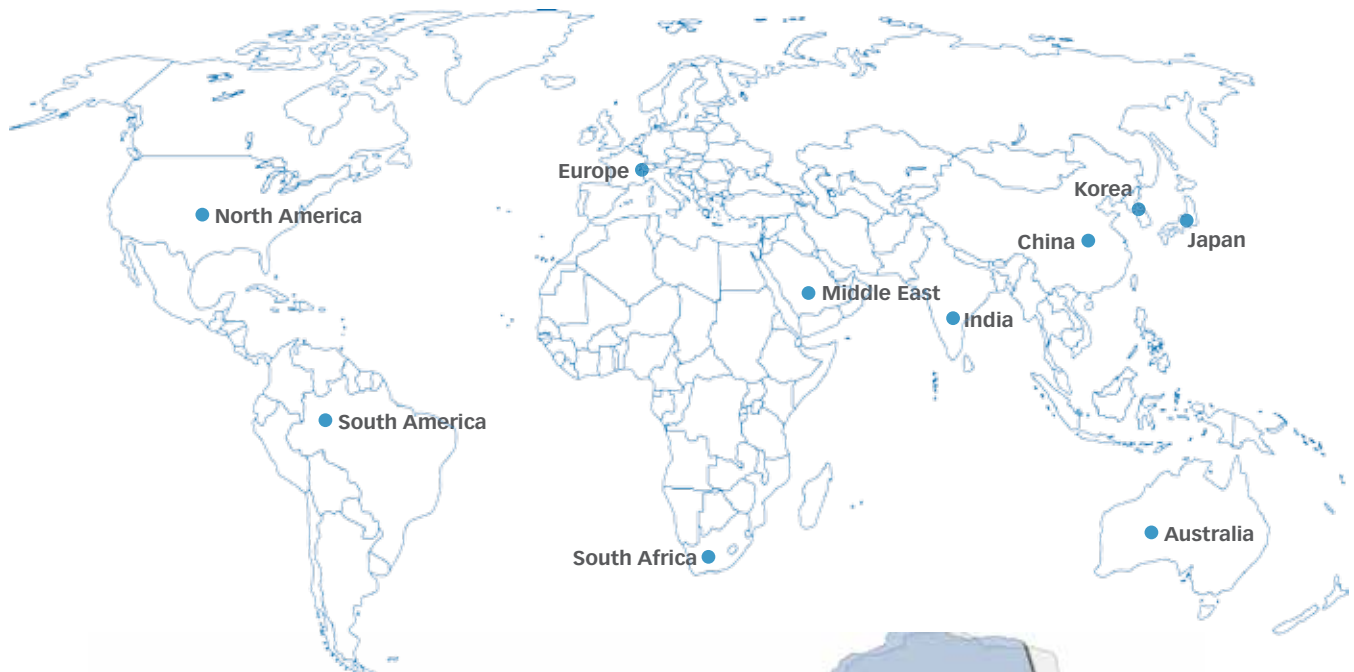 Europe
Korea
North America
China
Japan
Middle East
India
South America
Australia
South Africa